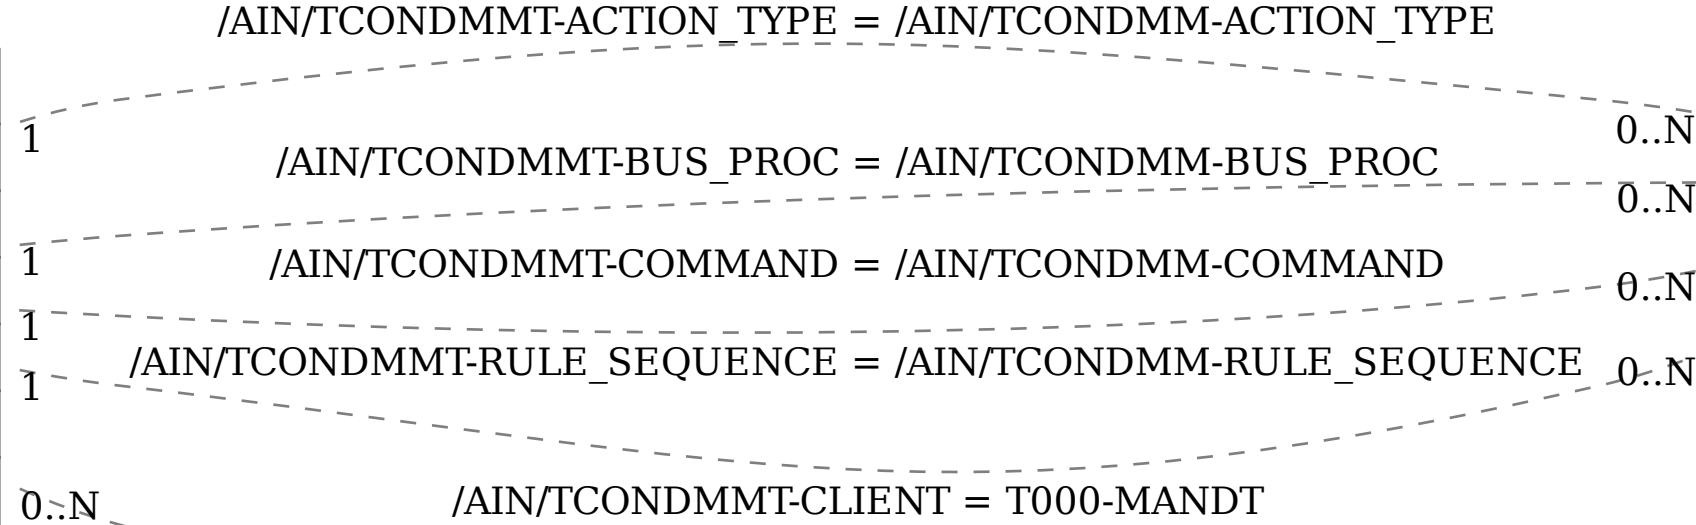 /AIN/TCONDMMT-ACTION_TYPE = /AIN/TCONDMM-ACTION_TYPE
1
0..N
/AIN/TCONDMMT-BUS_PROC = /AIN/TCONDMM-BUS_PROC
0..N
1
/AIN/TCONDMMT-COMMAND = /AIN/TCONDMM-COMMAND
0..N
1
/AIN/TCONDMMT-RULE_SEQUENCE = /AIN/TCONDMM-RULE_SEQUENCE
0..N
1
/AIN/TCONDMMT-CLIENT = T000-MANDT
0..N